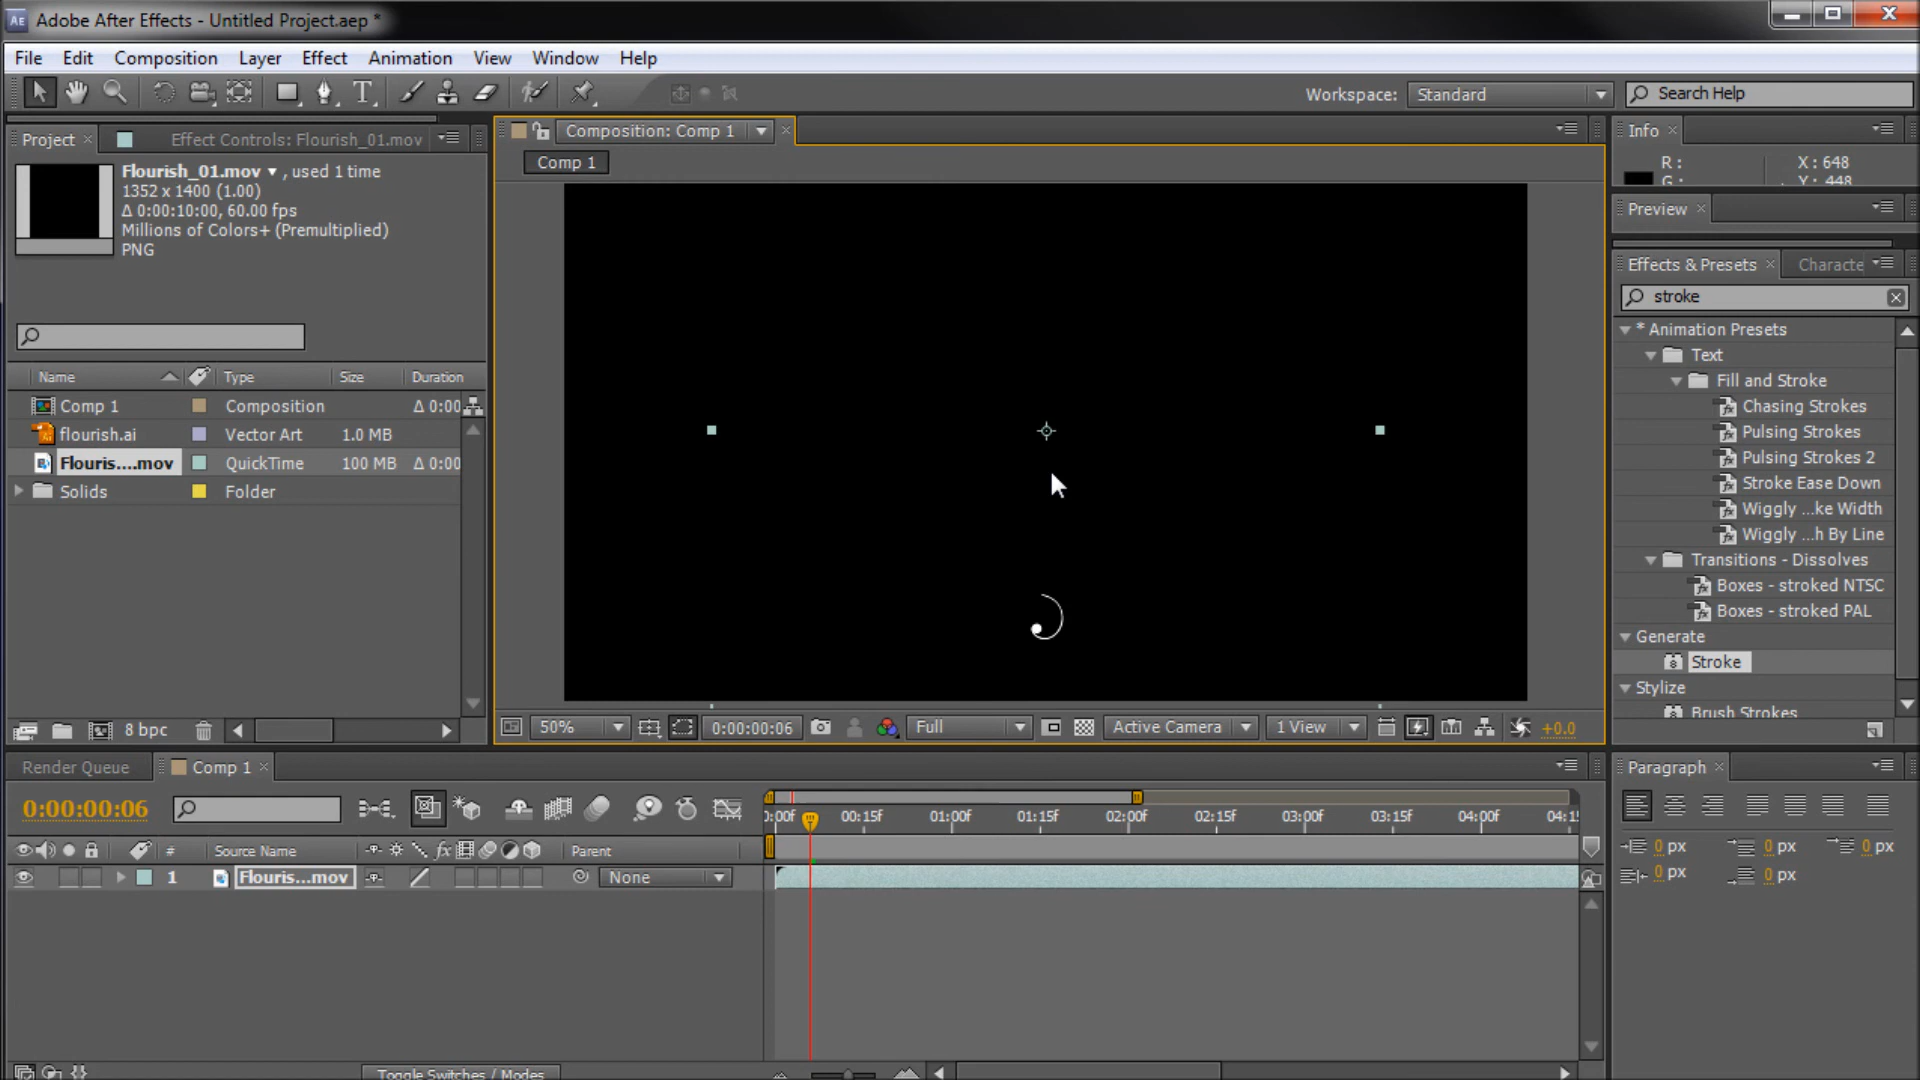 Adobe After Effects - Untitled Project.aep *
File Edit Composition Layer Effect Animation View Window Help
Workspace: Standard Search Help
Project Effect Controls: Flourish_01.mov
Flourish_01.mov , used 1 time
1352 x 1400 (1.00)
Δ 0:00:10:00, 60.00 fps
Millions of Colors+ (Premultiplied)
PNG
Name Type Size Duration
Comp 1 Composition Δ 0:00
flourish.ai Vector Art 1.0 MB
Flouris....mov QuickTime 100 MB Δ 0:00
Solids Folder
8 bpc
Composition: Comp 1
Comp 1
50% 0:00:00:06 Full Active Camera 1 View +0.0
Info
R : X : 648
G : Y : 448
Preview
Effects & Presets Characte
stroke
* Animation Presets
Text
Fill and Stroke
Chasing Strokes
Pulsing Strokes
Pulsing Strokes 2
Stroke Ease Down
Wiggly ...ke Width
Wiggly ...h By Line
Transitions - Dissolves
Boxes - stroked NTSC
Boxes - stroked PAL
Generate
Stroke
Stylize
Brush Strokes
Render Queue Comp 1
0:00:00:06
):00f 00:15f 01:00f 01:15f 02:00f 02:15f 03:00f 03:15f 04:00f 04:1
# Source Name Parent
1 Flouris...mov None
Toggle Switches / Modes
Paragraph
0 px 0 px 0 px
0 px 0 px